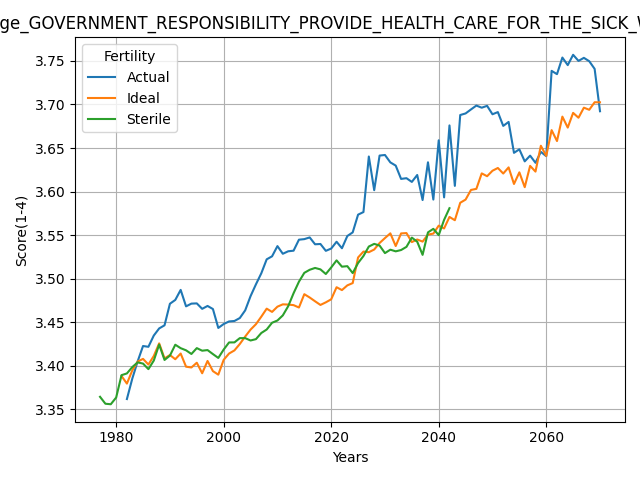 ge_GOVERNMENT_RESPONSIBILITY_PROVIDE_HEALTH_CARE_FOR_THE_SICK_
Fertility
Actual
Ideal
Sterile
Score(1-4)
3.75
3.70
3.65
3.60
3.55
3.50
3.45
3.40
3.35
1980
2000
2020
2040
2060
Years